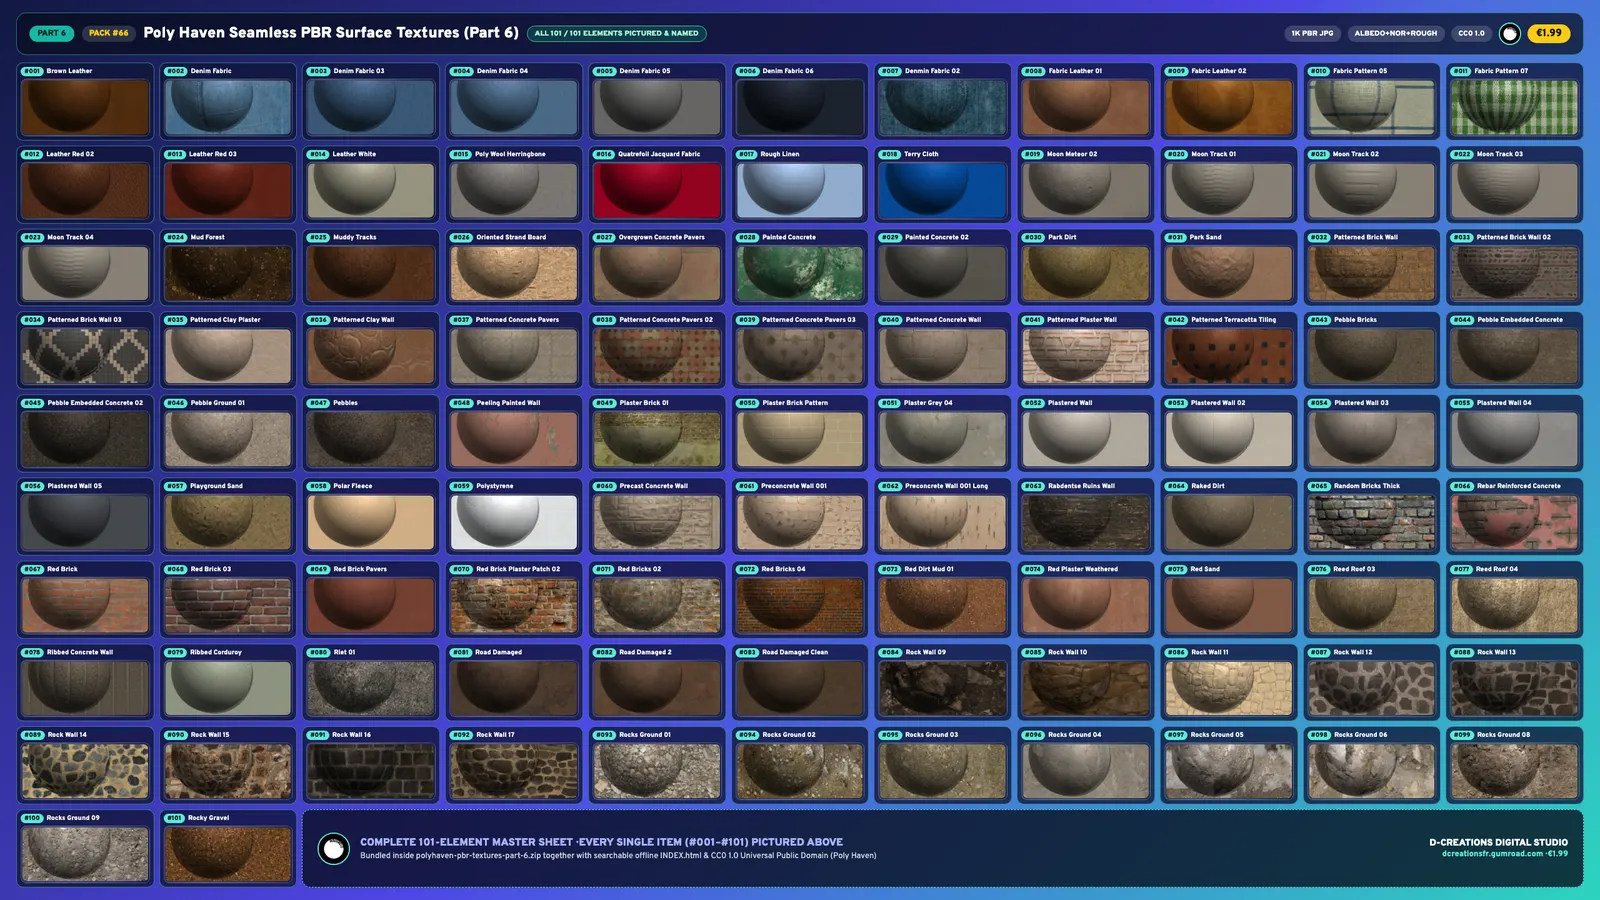 PART 6 PACK #66 Poly Haven Seamless PBR Surface Textures (Part 6) ALL 101 / 101 ELEMENTS PICTURED & NAMED 1K PBR JPG ALBEDO+NOR+ROUGH CC0 1.0 €1.99
#001 Brown Leather #002 Denim Fabric #003 Denim Fabric 03 #004 Denim Fabric 04 #005 Denim Fabric 05 #006 Denim Fabric 06 #007 Denmin Fabric 02 #008 Fabric Leather 01 #009 Fabric Leather 02 #010 Fabric Pattern 05 #011 Fabric Pattern 07
#012 Leather Red 02 #013 Leather Red 03 #014 Leather White #015 Poly Wool Herringbone #016 Quatrefoil Jacquard Fabric #017 Rough Linen #018 Terry Cloth #019 Moon Meteor 02 #020 Moon Track 01 #021 Moon Track 02 #022 Moon Track 03
#023 Moon Track 04 #024 Mud Forest #025 Muddy Tracks #026 Oriented Strand Board #027 Overgrown Concrete Pavers #028 Painted Concrete #029 Painted Concrete 02 #030 Park Dirt #031 Park Sand #032 Patterned Brick Wall #033 Patterned Brick Wall 02
#034 Patterned Brick Wall 03 #035 Patterned Clay Plaster #036 Patterned Clay Wall #037 Patterned Concrete Pavers #038 Patterned Concrete Pavers 02 #039 Patterned Concrete Pavers 03 #040 Patterned Concrete Wall #041 Patterned Plaster Wall #042 Patterned Terracotta Tiling #043 Pebble Bricks #044 Pebble Embedded Concrete
#045 Pebble Embedded Concrete 02 #046 Pebble Ground 01 #047 Pebbles #048 Peeling Painted Wall #049 Plaster Brick 01 #050 Plaster Brick Pattern #051 Plaster Grey 04 #052 Plastered Wall #053 Plastered Wall 02 #054 Plastered Wall 03 #055 Plastered Wall 04
#056 Plastered Wall 05 #057 Playground Sand #058 Polar Fleece #059 Polystyrene #060 Precast Concrete Wall #061 Preconcrete Wall 001 #062 Preconcrete Wall 001 Long #063 Rabdentse Ruins Wall #064 Raked Dirt #065 Random Bricks Thick #066 Rebar Reinforced Concrete
#067 Red Brick #068 Red Brick 03 #069 Red Brick Pavers #070 Red Brick Plaster Patch 02 #071 Red Bricks 02 #072 Red Bricks 04 #073 Red Dirt Mud 01 #074 Red Plaster Weathered #075 Red Sand #076 Reed Roof 03 #077 Reed Roof 04
#078 Ribbed Concrete Wall #079 Ribbed Corduroy #080 Riet 01 #081 Road Damaged #082 Road Damaged 2 #083 Road Damaged Clean #084 Rock Wall 09 #085 Rock Wall 10 #086 Rock Wall 11 #087 Rock Wall 12 #088 Rock Wall 13
#089 Rock Wall 14 #090 Rock Wall 15 #091 Rock Wall 16 #092 Rock Wall 17 #093 Rocks Ground 01 #094 Rocks Ground 02 #095 Rocks Ground 03 #096 Rocks Ground 04 #097 Rocks Ground 05 #098 Rocks Ground 06 #099 Rocks Ground 08
#100 Rocks Ground 09 #101 Rocky Gravel
COMPLETE 101-ELEMENT MASTER SHEET · EVERY SINGLE ITEM (#001-#101) PICTURED ABOVE
Bundled inside polyhaven-pbr-textures-part-6.zip together with searchable offline INDEX.html & CC0 1.0 Universal Public Domain (Poly Haven)
D-CREATIONS DIGITAL STUDIO
dcreationsfr.gumroad.com · €1.99